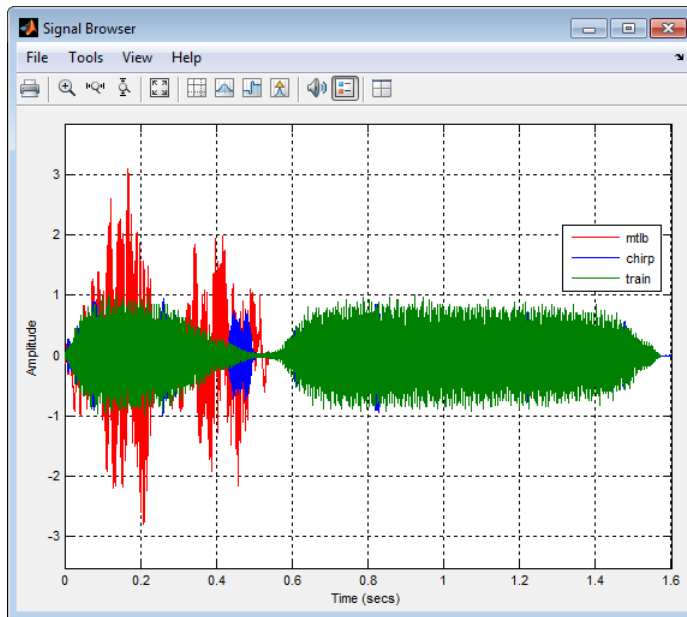 Signal Browser
File Tools View Help
3
2
1
0
-1
-2
-3
Amplitude
mtlb
chirp
train
0 0.2 0.4 0.6 0.8 1 1.2 1.4 1.6
Time (secs)